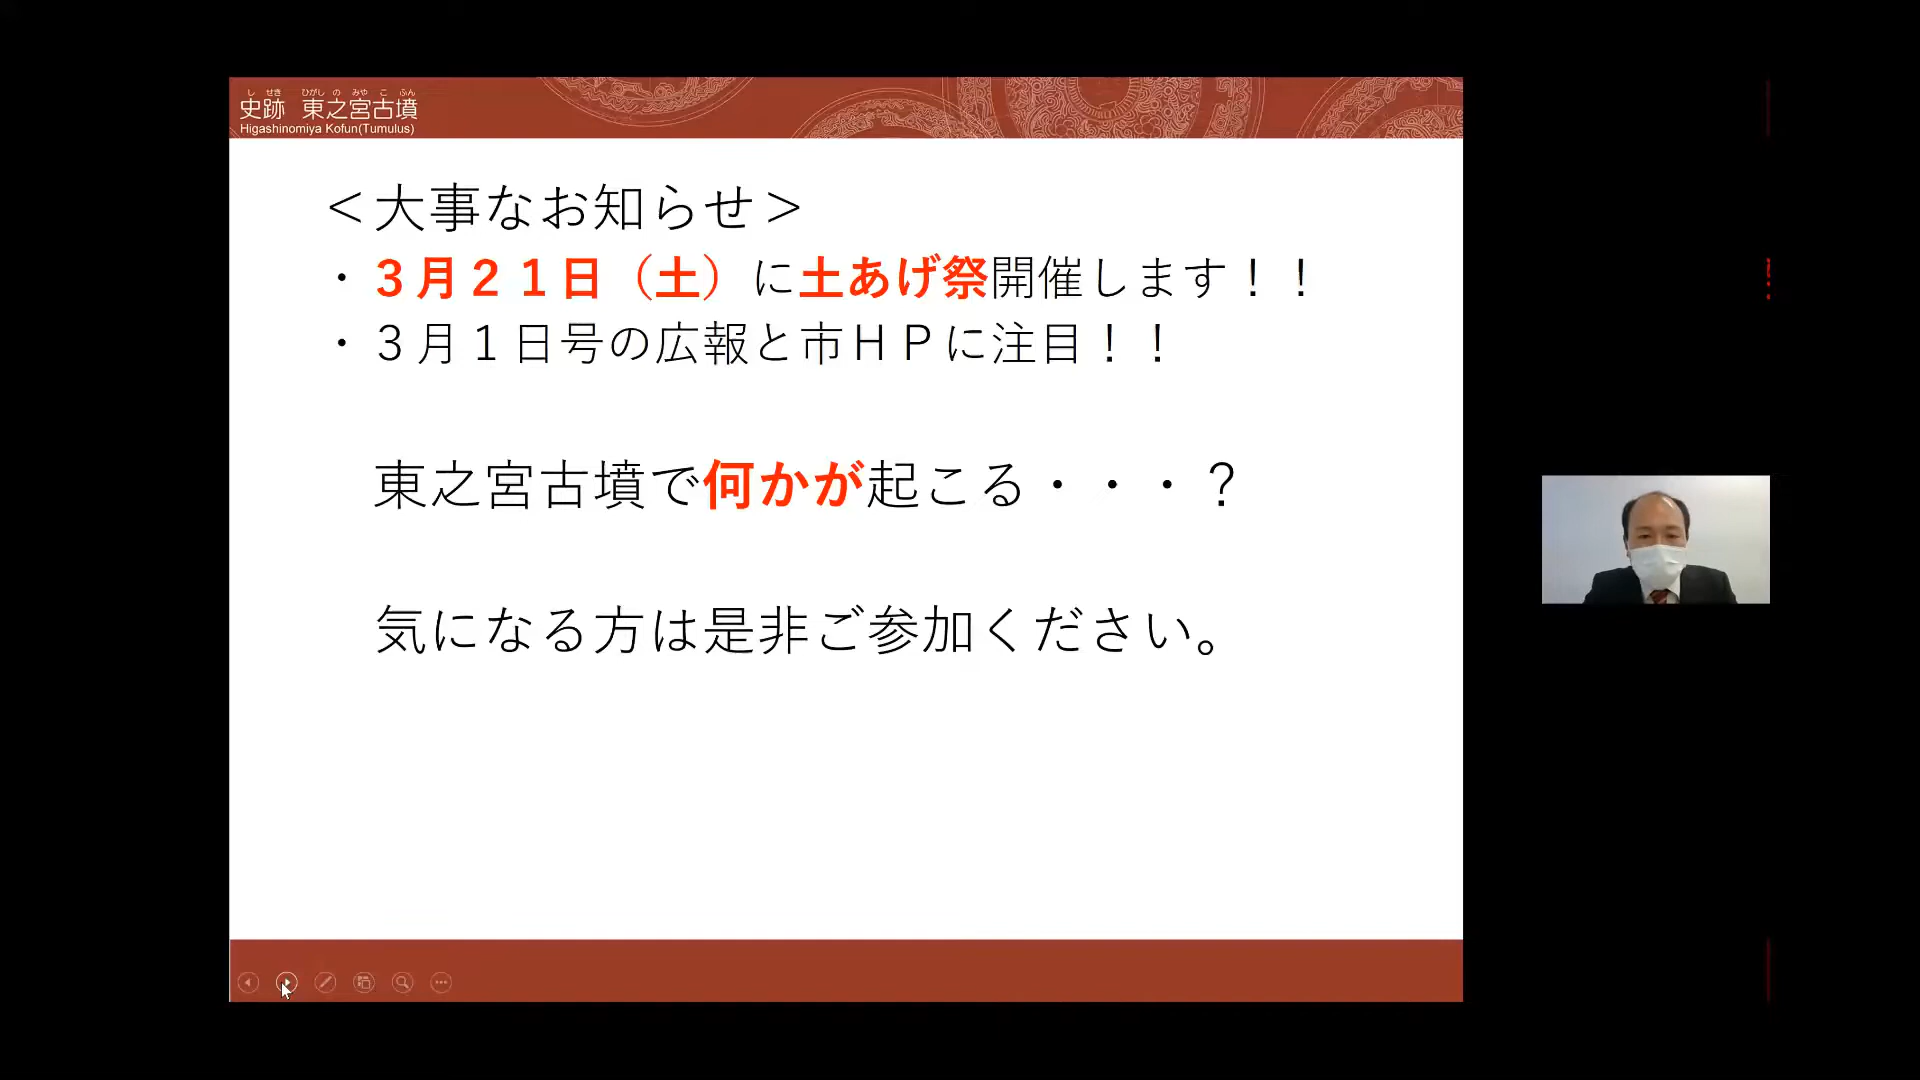 し せき ひがし の みや こ ふん
史跡 東之宮古墳
Higashinomiya Kofun(Tumulus)
＜大事なお知らせ＞
・３月２１日（土）に土あげ祭開催します！！
・３月１日号の広報と市ＨＰに注目！！
東之宮古墳で何かが起こる・・・？
気になる方は是非ご参加ください。